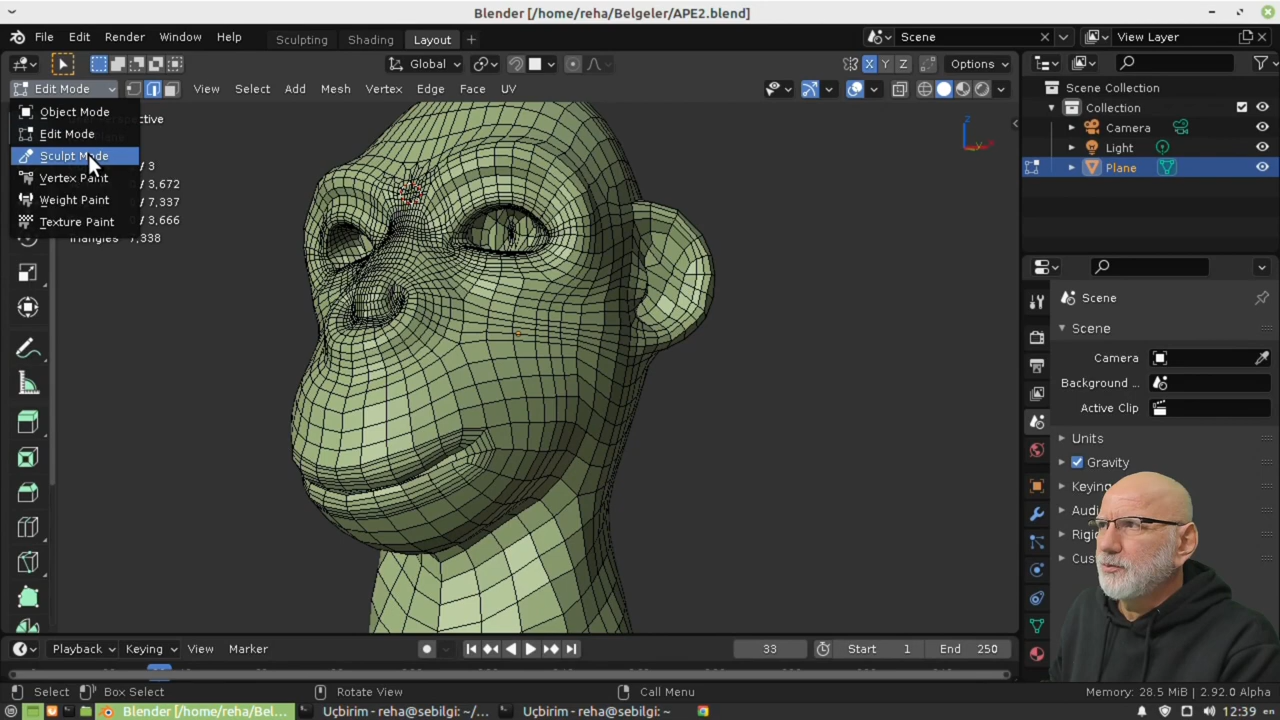 Blender [/home/reha/Belgeler/APE2.blend]
File Edit Render Window Help Sculpting Shading Layout + Scene View Layer
Global X Y Z Options
Edit Mode View Select Add Mesh Vertex Edge Face UV
Scene Collection
Collection
Camera
Light
Plane
Object Mode
Edit Mode
Sculpt Mode
Vertex Paint
Weight Paint
Texture Paint
/ 3
/ 3,672
/ 7,337
/ 3,666
Triangles 7,338
Z
Scene
Scene
Camera
Background ...
Active Clip
Units
Gravity
Keying
Playback Keying View Marker 33 Start 1 End 250
Select Box Select Rotate View Call Menu Memory: 28.5 MiB | 2.92.0 Alpha
Blender [/home/reha/Bel... Uçbirim - reha@sebilgi: ~/... Uçbirim - reha@sebilgi: ~ 12:39 en